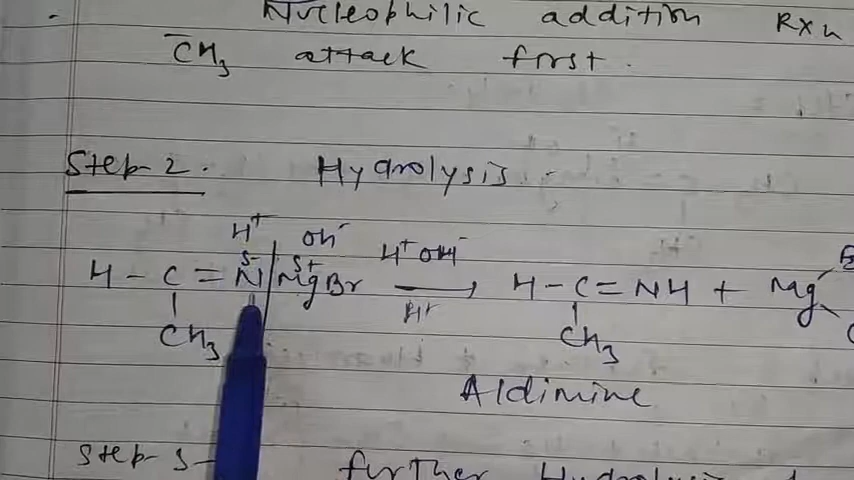 Nucleophilic addition Rxn
CH3 attack first.
Step-2. Hydrolysis -
H+ OH-
H - C = N δ- | δ+ MgBr H+ OH- → H+ H - C = NH + Mg
CH3 CH3
Aldimine
Step-3- further